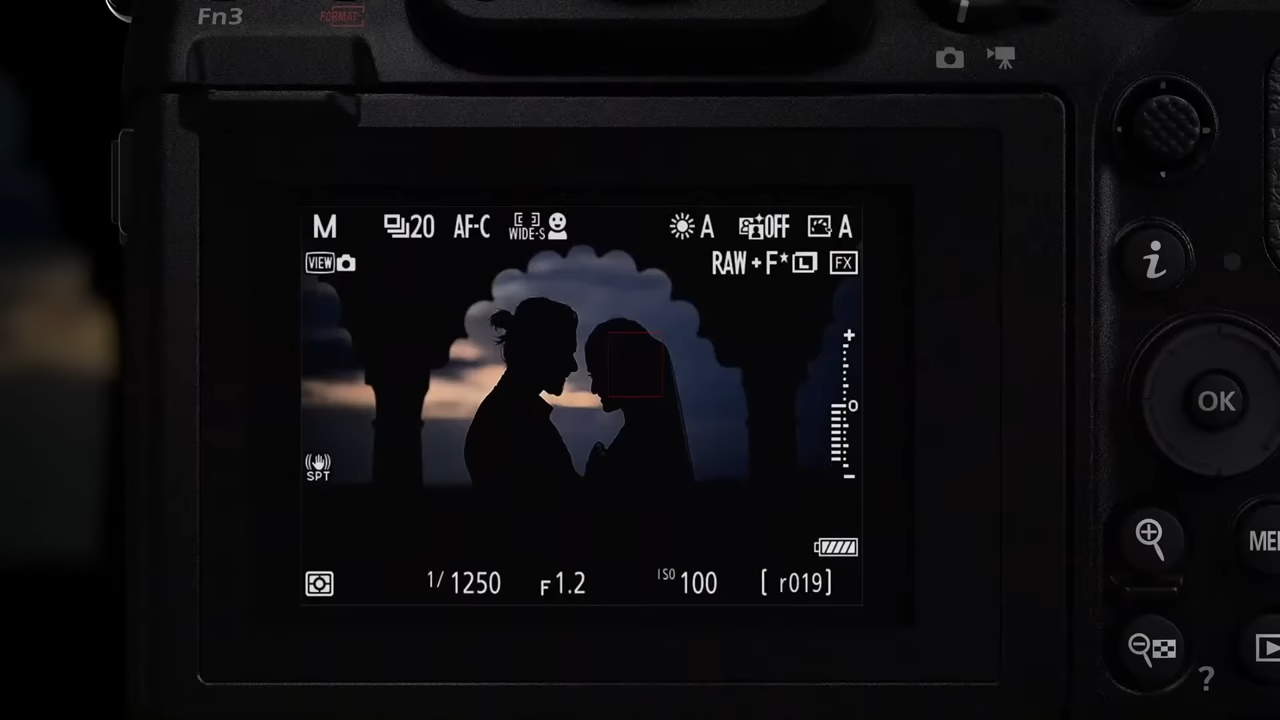 Fn3
FORMAT
M 20 AF-C WIDE-S A OFF A
VIEW RAW+F★ L FX
+
0
SPT
−
1/1250 F1.2 ISO 100 [r019]
i
OK
ME
?